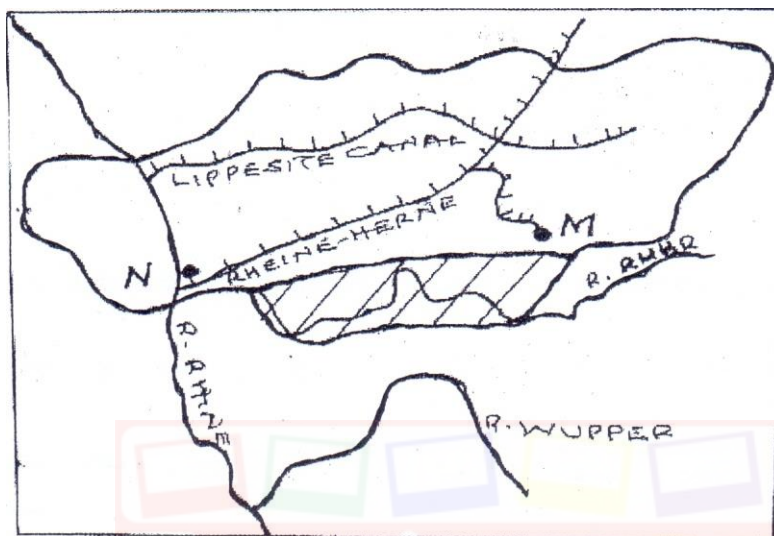 LIPPESITE CANAL
RHEINE-HERNE
M
N
R. RUHR
R. RHINE
R. WUPPER